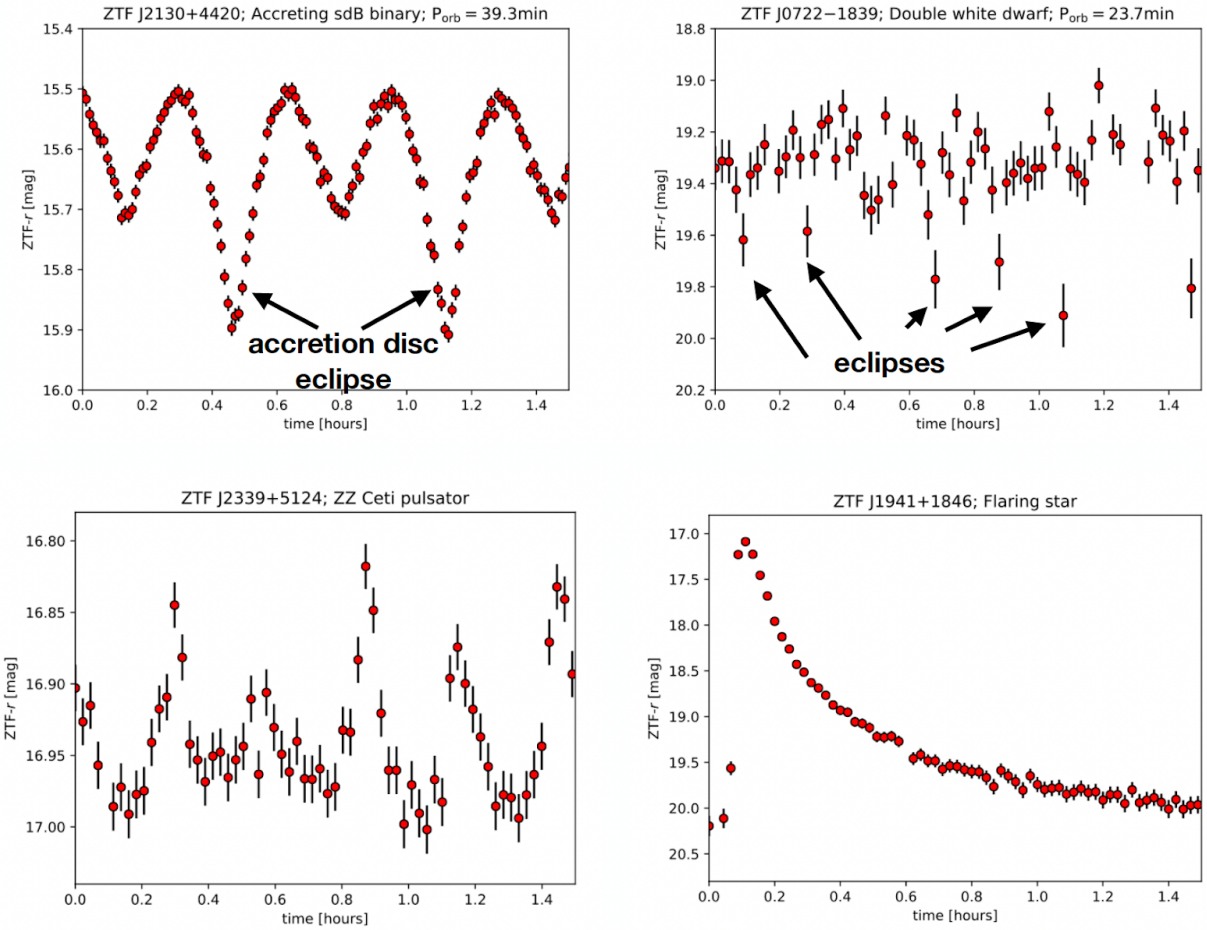 ZTF J2130+4420; Accreting sdB binary; Porb = 39.3min
15.4
15.5
15.6
15.7
15.8
15.9
16.0
ZTF-r [mag]
accretion disc
eclipse
0.0 0.2 0.4 0.6 0.8 1.0 1.2 1.4
time [hours]
ZTF J0722−1839; Double white dwarf; Porb = 23.7min
18.8
19.0
19.2
19.4
19.6
19.8
20.0
20.2
ZTF-r [mag]
eclipses
0.0 0.2 0.4 0.6 0.8 1.0 1.2 1.4
time [hours]
ZTF J2339+5124; ZZ Ceti pulsator
16.80
16.85
16.90
16.95
17.00
ZTF-r [mag]
0.0 0.2 0.4 0.6 0.8 1.0 1.2 1.4
time [hours]
ZTF J1941+1846; Flaring star
17.0
17.5
18.0
18.5
19.0
19.5
20.0
20.5
ZTF-r [mag]
0.0 0.2 0.4 0.6 0.8 1.0 1.2 1.4
time [hours]